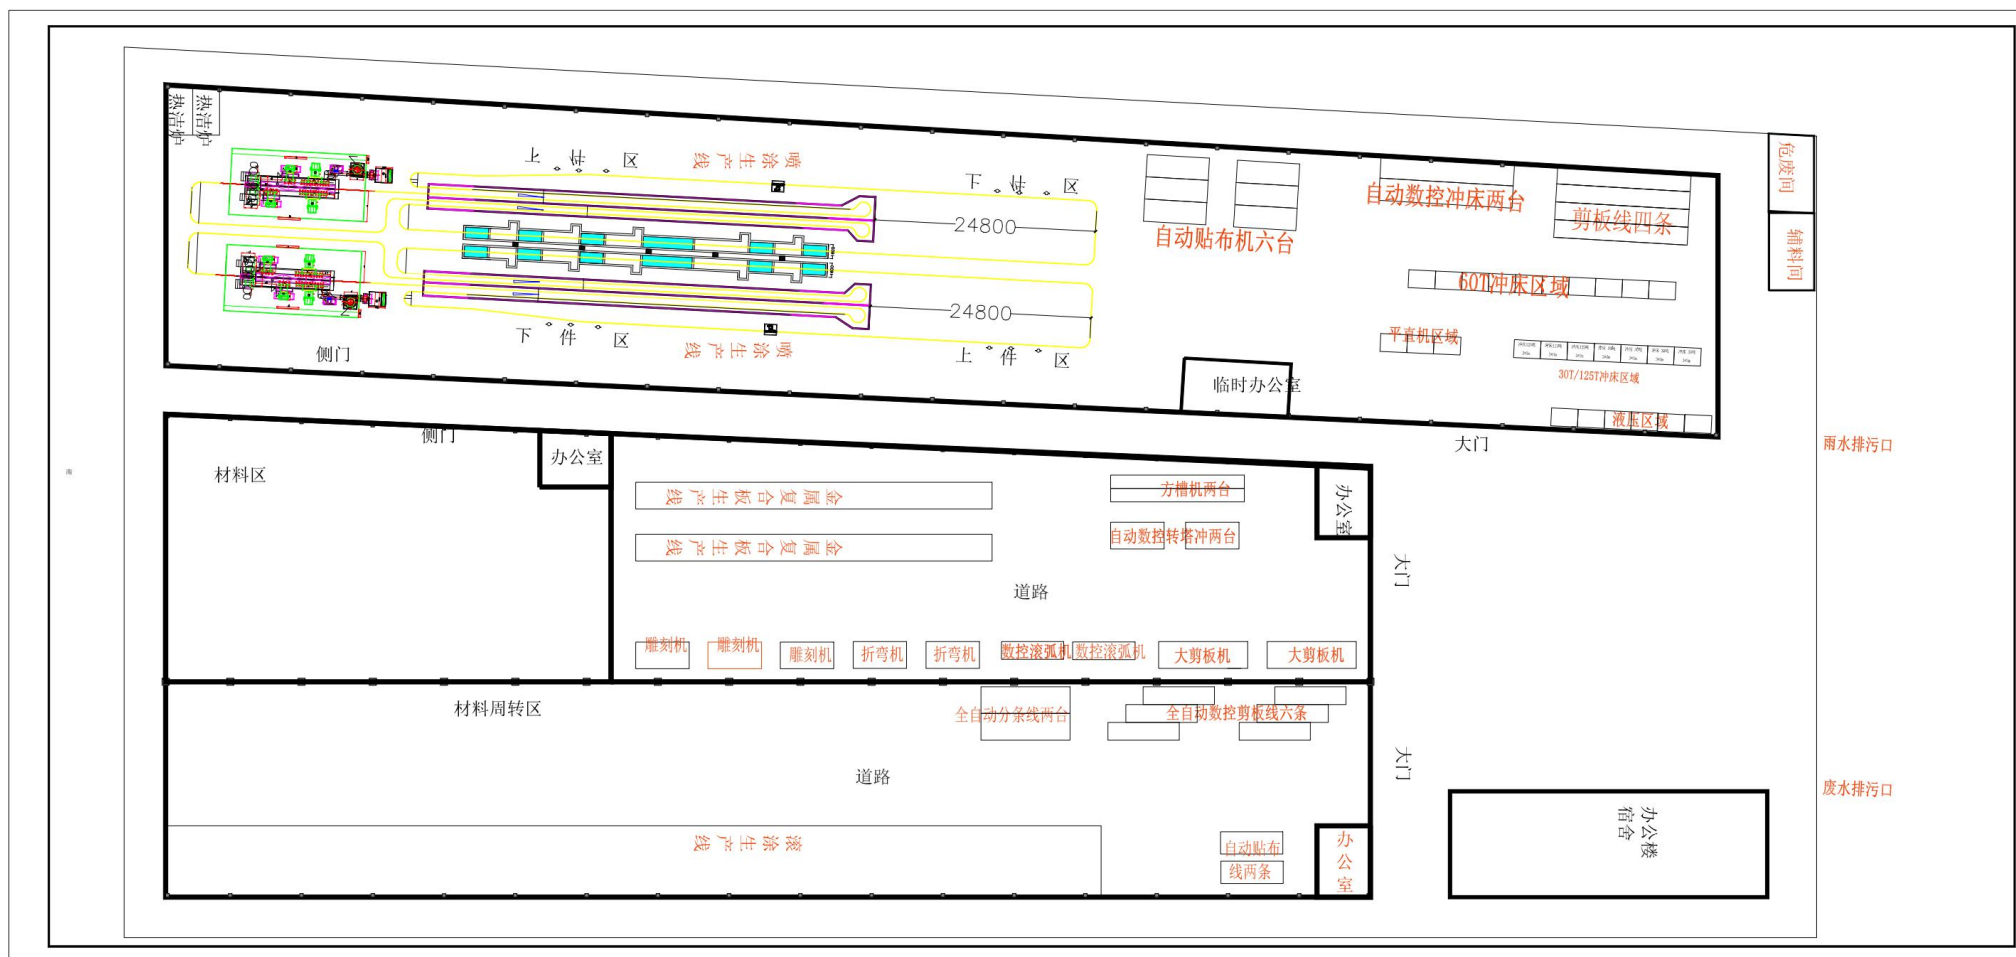 热洁炉
热洁炉
上件区
喷涂生产线
下件区
24800
24800
下件区
喷涂生产线
上件区
侧门
自动贴布机六台
自动数控冲床两台
剪板线四条
60T冲床区域
平直机区域
30T/125T冲床区域
液压区域
临时办公室
危废间
辅料间
大门
雨水排污口
侧门
办公室
材料区
金属复合板生产线
金属复合板生产线
方槽机两台
自动数控转塔冲两台
办公室
大门
道路
雕刻机
雕刻机
雕刻机
折弯机
折弯机
数控滚弧机
数控滚弧机
大剪板机
大剪板机
材料周转区
全自动分条线两台
全自动数控剪板线六条
大门
道路
滚涂生产线
自动贴布
线两条
办公室
办公楼
宿舍
废水排污口